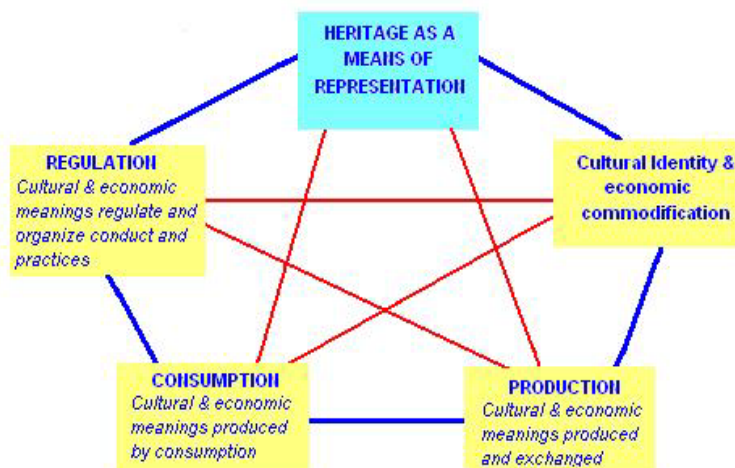 HERITAGE AS A
MEANS OF
REPRESENTATION
REGULATION
Cultural & economic
meanings regulate and
organize conduct and
practices
Cultural Identity &
economic
commodification
CONSUMPTION
Cultural & economic
meanings produced
by consumption
PRODUCTION
Cultural & economic
meanings produced
and exchanged